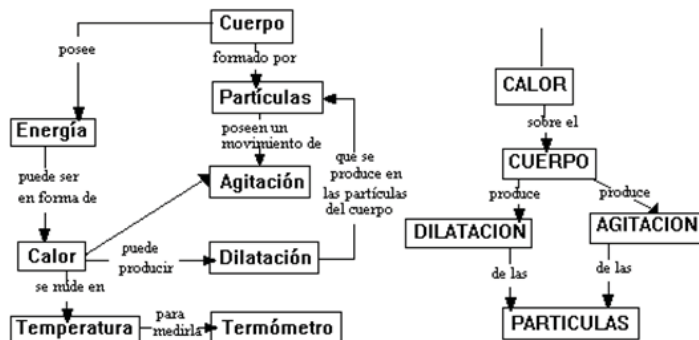 Cuerpo
posee
formado por
Partículas
Energía
poseen un
movimiento de
puede ser
en forma de
Agitación
que se
produce en
las partículas
del cuerpo
Calor
puede
producir
Dilatación
se mide en
Temperatura
para
medirla
Termómetro
CALOR
sobre el
CUERPO
produce
produce
DILATACION
AGITACION
de las
de las
PARTICULAS